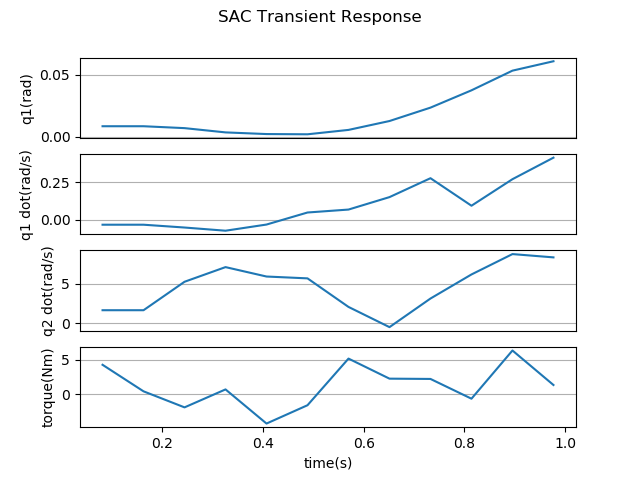 SAC Transient Response
q1(rad)
0.05
0.00
q1 dot(rad/s)
0.25
0.00
q2 dot(rad/s)
5
0
torque(Nm)
5
0
0.2 0.4 0.6 0.8 1.0
time(s)